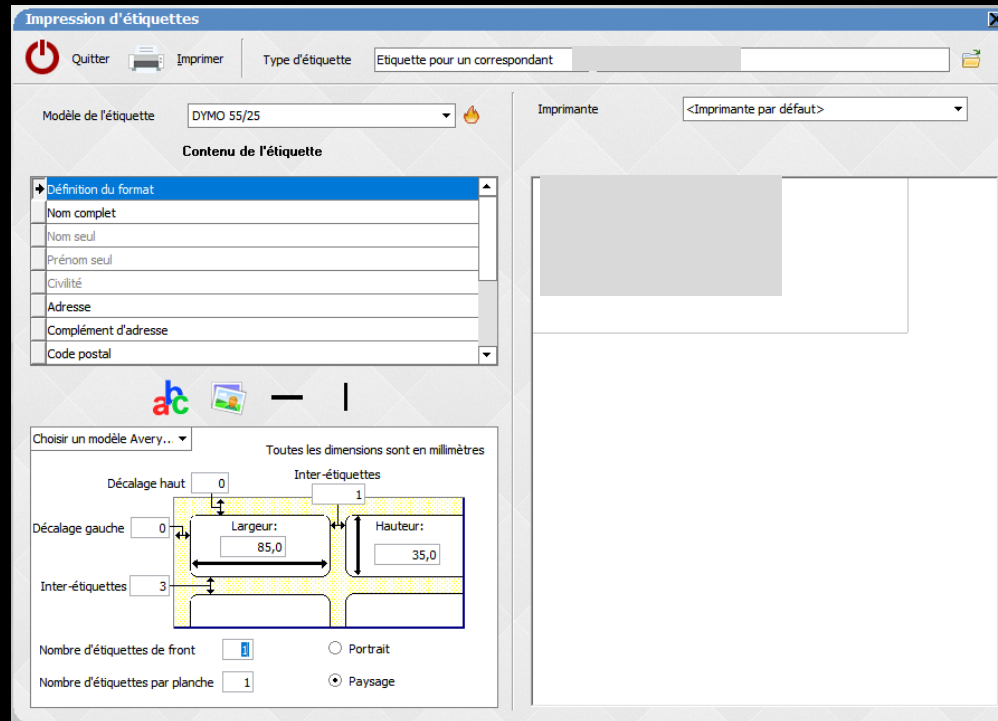 Impression d'étiquettes
Quitter Imprimer Type d'étiquette Etiquette pour un correspondant
Modèle de l'étiquette DYMO 55/25
Imprimante <Imprimante par défaut>
Contenu de l'étiquette
Définition du format
Nom complet
Nom seul
Prénom seul
Civilité
Adresse
Complément d'adresse
Code postal
abc
Choisir un modèle Avery...
Toutes les dimensions sont en millimètres
Décalage haut 0
Inter-étiquettes
1
Décalage gauche 0
Largeur:
85,0
Hauteur:
35,0
Inter-étiquettes 3
Nombre d'étiquettes de front 1
Portrait
Nombre d'étiquettes par planche 1
Paysage